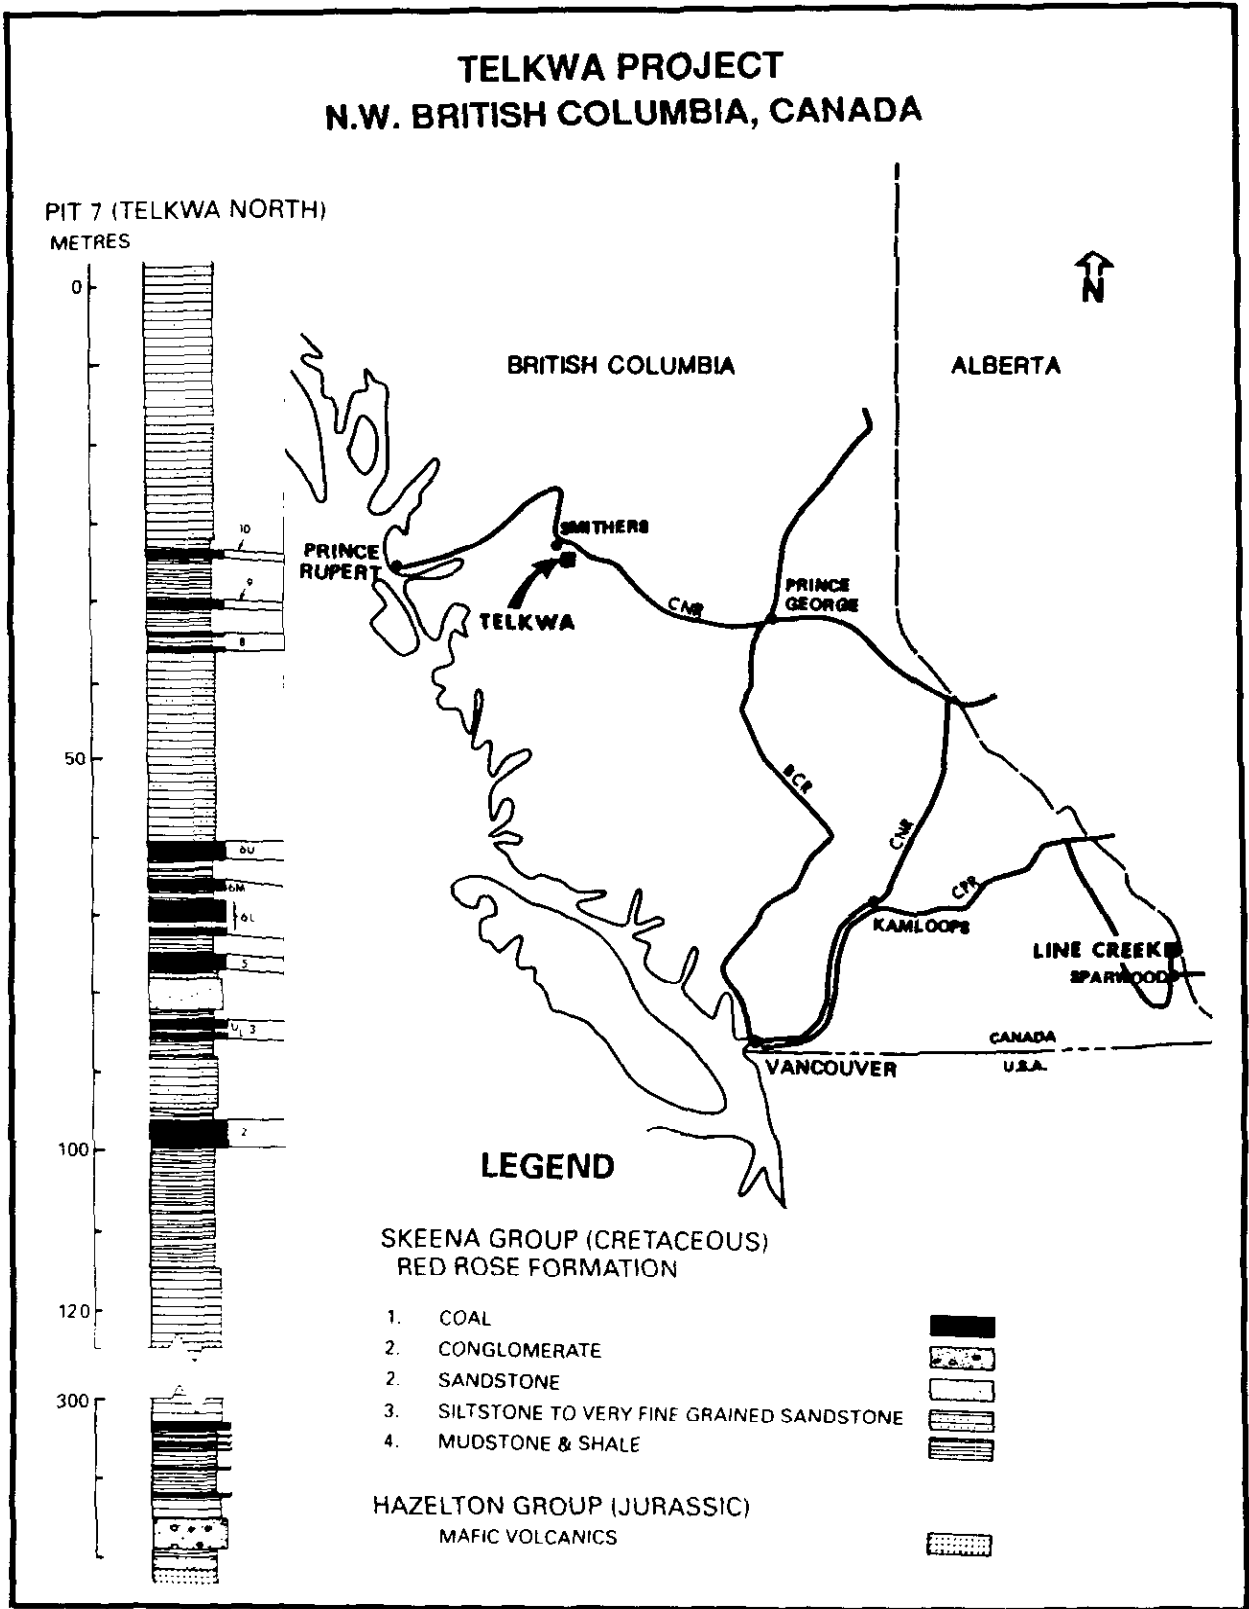 TELKWA PROJECT
N.W. BRITISH COLUMBIA, CANADA
PIT 7 (TELKWA NORTH)
METRES
0
50
100
120
300
10
9
8
6U
6M
6L
5
U L 3
2
N
BRITISH COLUMBIA
ALBERTA
SMITHERS
PRINCE
RUPERT
TELKWA
CNR
PRINCE
GEORGE
BCR
CNR
CPR
KAMLOOPS
LINE CREEK
SPARWOOD
CANADA
U.S.A.
VANCOUVER
LEGEND
SKEENA GROUP (CRETACEOUS)
RED ROSE FORMATION
1. COAL
2. CONGLOMERATE
2. SANDSTONE
3. SILTSTONE TO VERY FINE GRAINED SANDSTONE
4. MUDSTONE & SHALE
HAZELTON GROUP (JURASSIC)
MAFIC VOLCANICS